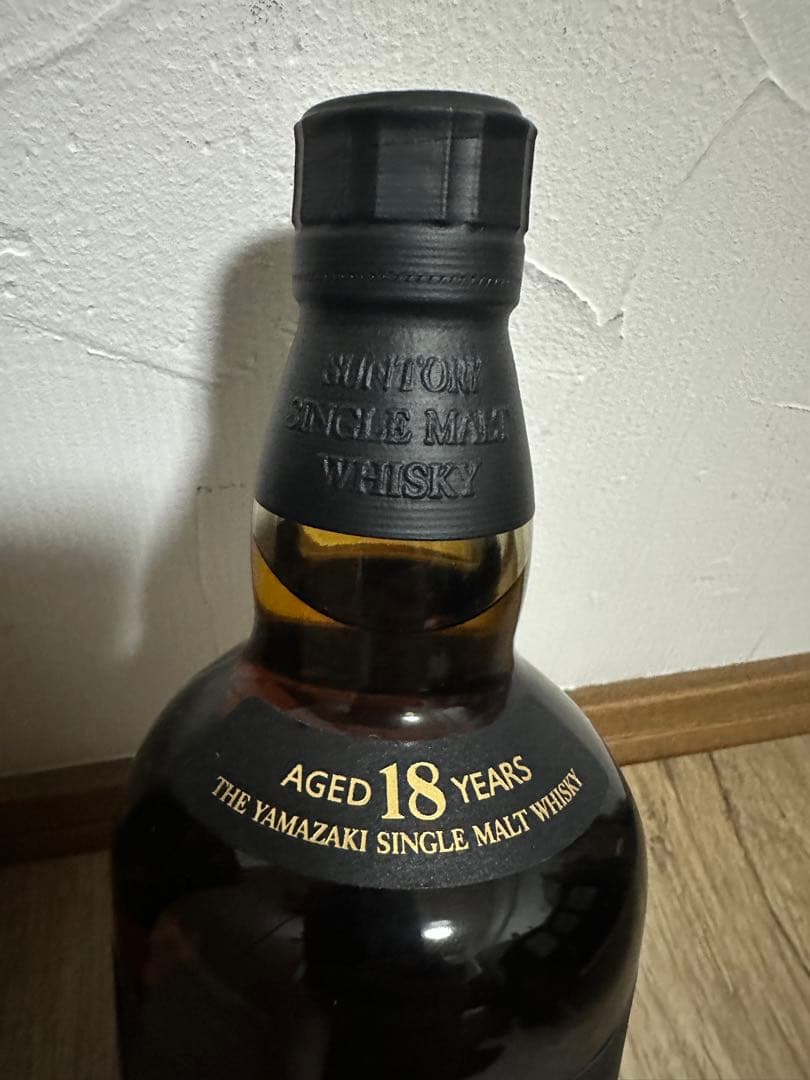 SUNTORY
SINGLE MALT
WHISKY
AGED 18 YEARS
THE YAMAZAKI SINGLE MALT WHISKY